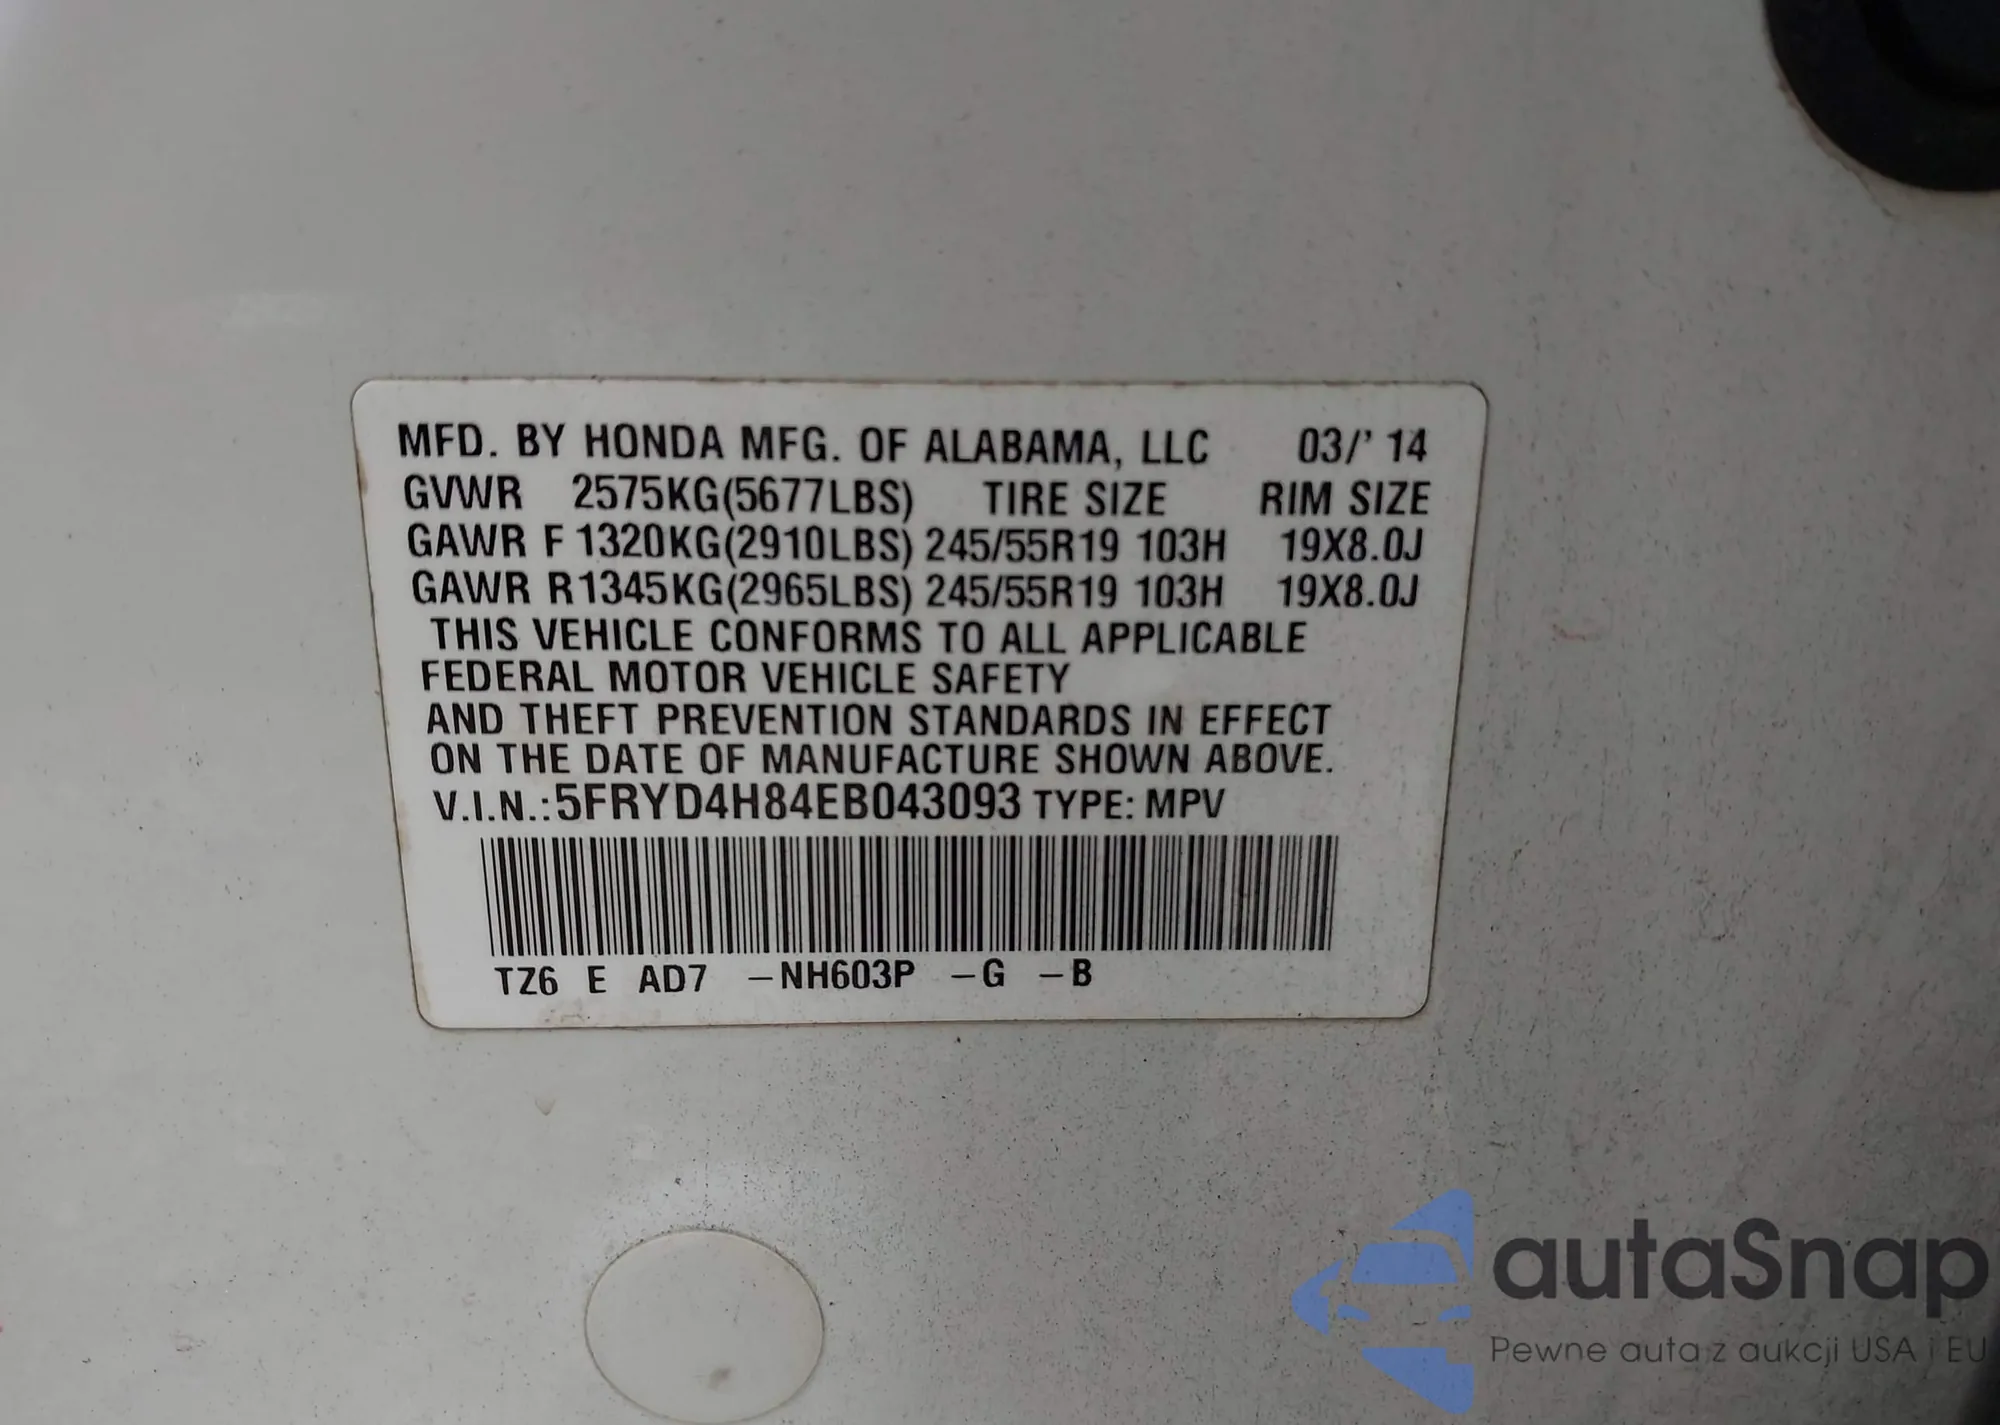 MFD. BY HONDA MFG. OF ALABAMA, LLC 03/' 14
GVWR 2575KG(5677LBS) TIRE SIZE RIM SIZE
GAWR F 1320KG(2910LBS) 245/55R19 103H 19X8.0J
GAWR R1345KG(2965LBS) 245/55R19 103H 19X8.0J
THIS VEHICLE CONFORMS TO ALL APPLICABLE
FEDERAL MOTOR VEHICLE SAFETY
AND THEFT PREVENTION STANDARDS IN EFFECT
ON THE DATE OF MANUFACTURE SHOWN ABOVE.
V.I.N.:5FRYD4H84EB043093 TYPE: MPV
TZ6 E AD7 -NH603P -G -B
autaSnap
Pewne auta z aukcji USA i EU